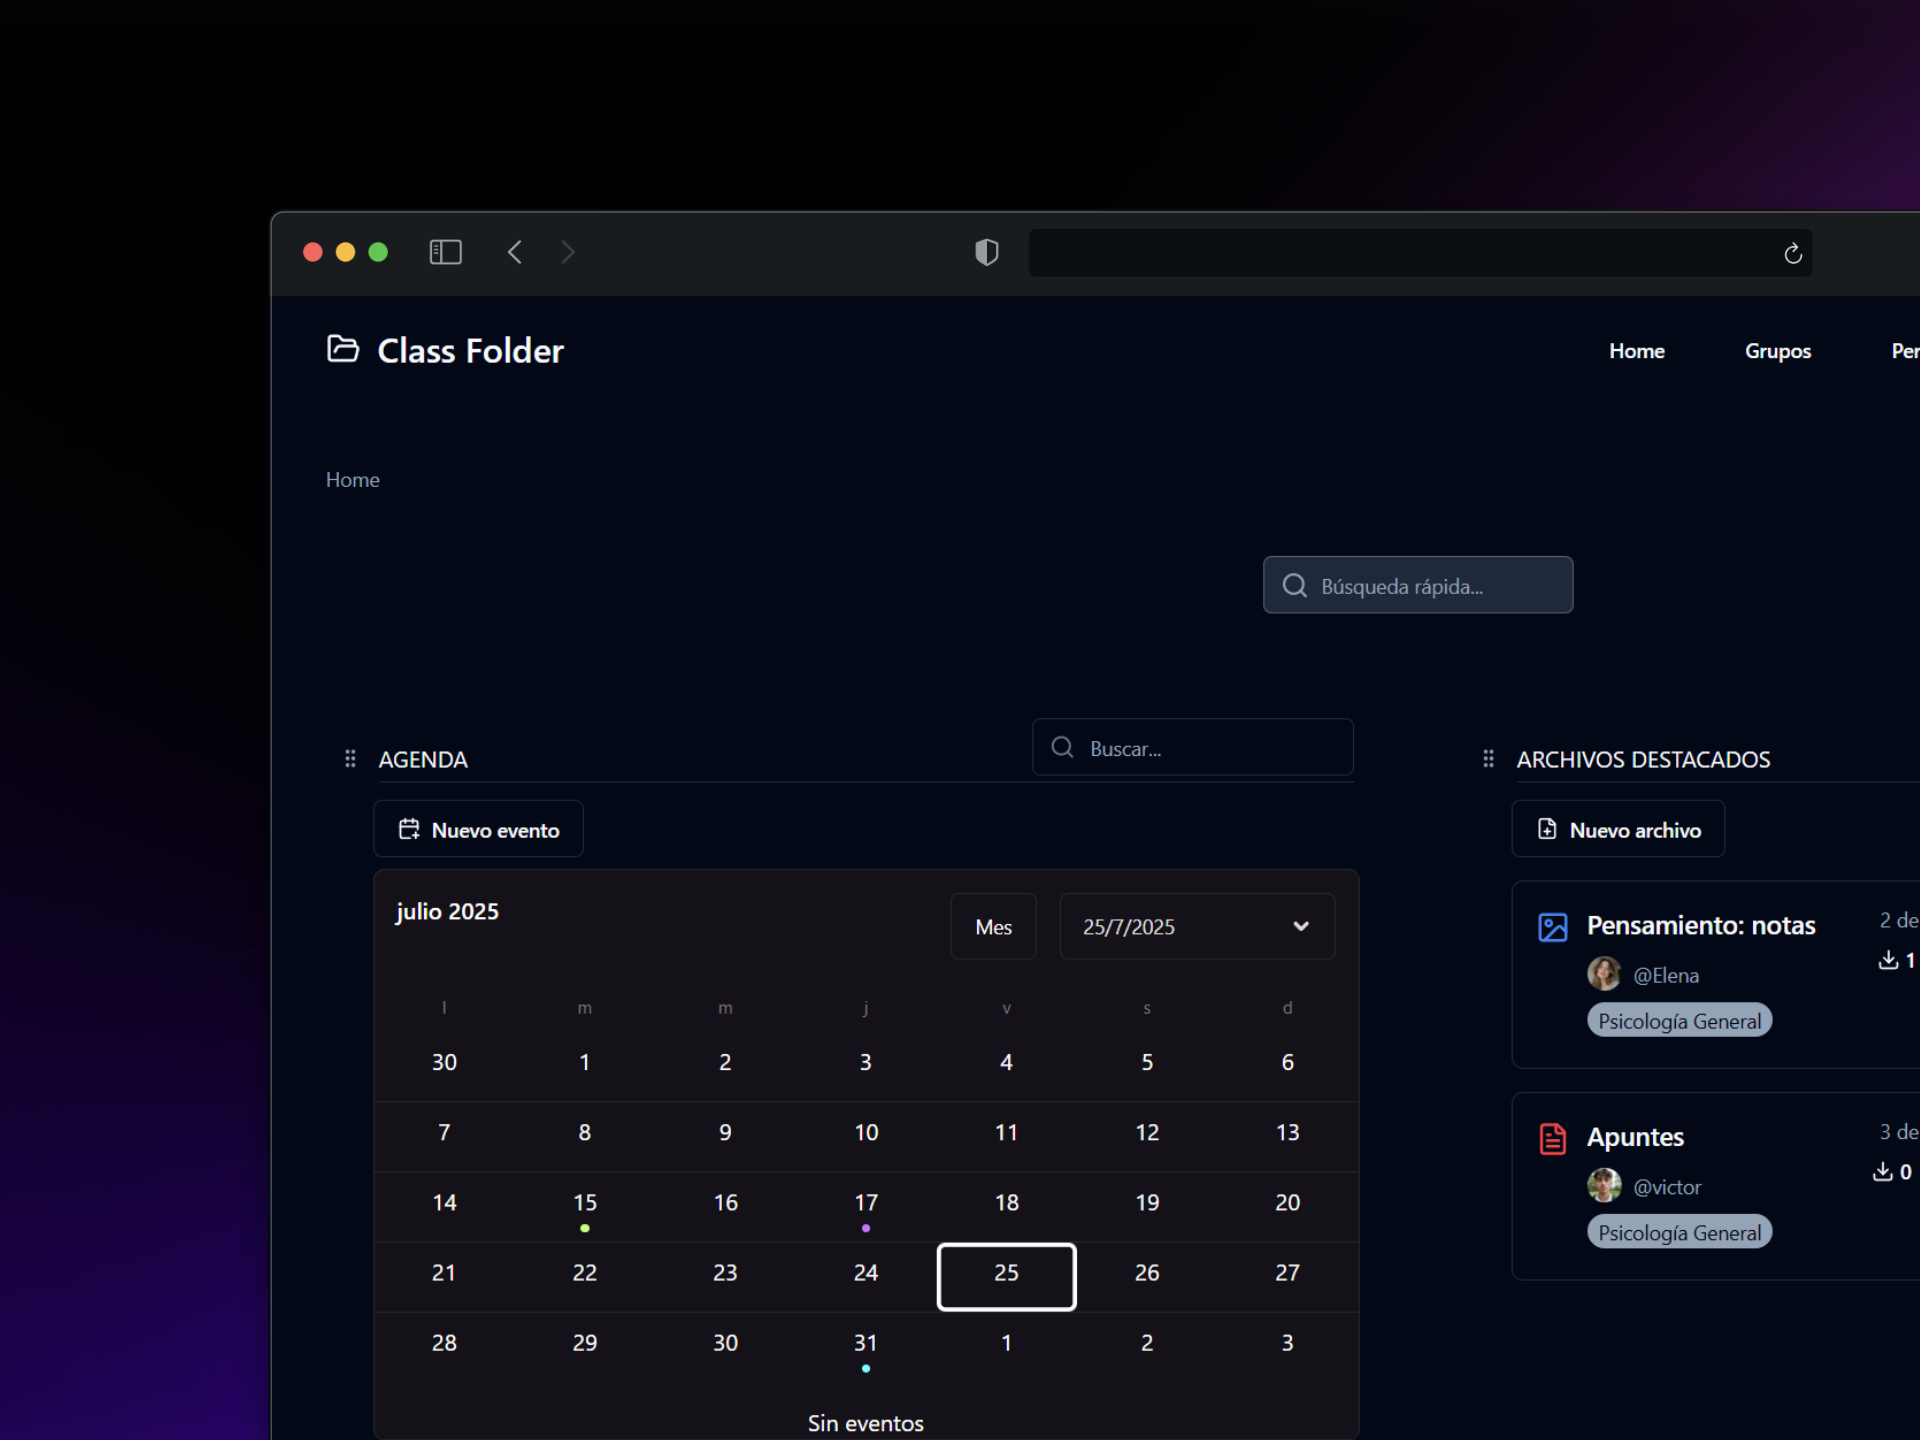 Class Folder
Home Grupos Per
Home
Búsqueda rápida...
AGENDA
Buscar...
Nuevo evento
julio 2025
Mes
25/7/2025
l m m j v s d
30 1 2 3 4 5 6
7 8 9 10 11 12 13
14 15 16 17 18 19 20
21 22 23 24 25 26 27
28 29 30 31 1 2 3
Sin eventos
ARCHIVOS DESTACADOS
Nuevo archivo
Pensamiento: notas
2 de
@Elena
1
Psicología General
Apuntes
3 de
@victor
0
Psicología General